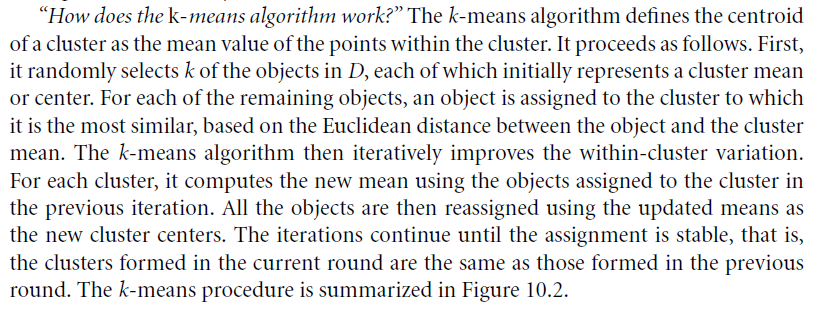 “How does the k-means algorithm work?” The k-means algorithm defines the centroid
of a cluster as the mean value of the points within the cluster. It proceeds as follows. First,
it randomly selects k of the objects in D, each of which initially represents a cluster mean
or center. For each of the remaining objects, an object is assigned to the cluster to which
it is the most similar, based on the Euclidean distance between the object and the cluster
mean. The k-means algorithm then iteratively improves the within-cluster variation.
For each cluster, it computes the new mean using the objects assigned to the cluster in
the previous iteration. All the objects are then reassigned using the updated means as
the new cluster centers. The iterations continue until the assignment is stable, that is,
the clusters formed in the current round are the same as those formed in the previous
round. The k-means procedure is summarized in Figure 10.2.